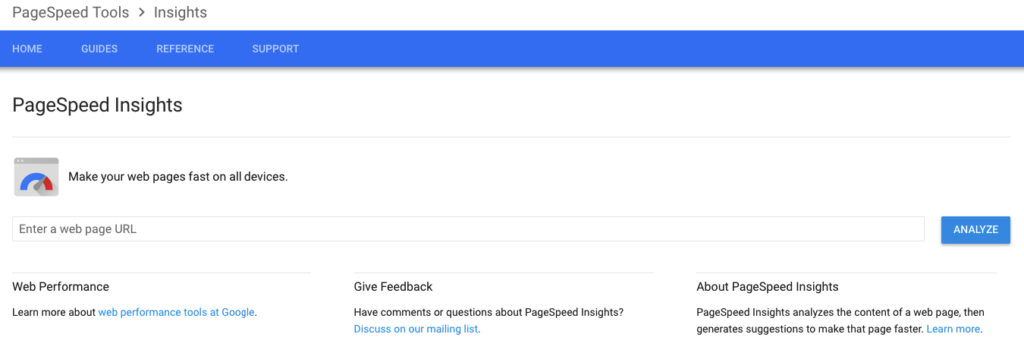 PageSpeed Tools > Insights
HOME GUIDES REFERENCE SUPPORT
PageSpeed Insights
Make your web pages fast on all devices.
Enter a web page URL
ANALYZE
Web Performance
Learn more about web performance tools at Google.
Give Feedback
Have comments or questions about PageSpeed Insights?
Discuss on our mailing list.
About PageSpeed Insights
PageSpeed Insights analyzes the content of a web page, then
generates suggestions to make that page faster. Learn more.